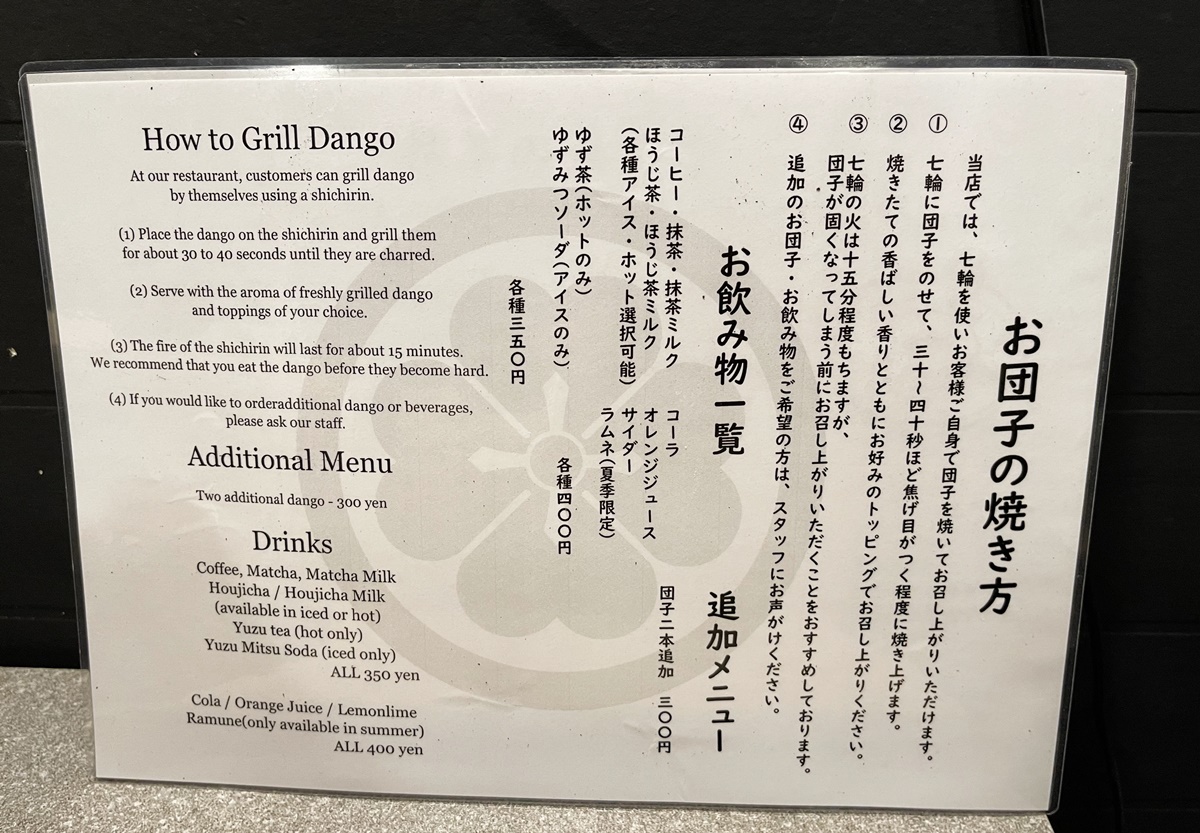 How to Grill Dango
At our restaurant, customers can grill dango
by themselves using a shichirin.
(1) Place the dango on the shichirin and grill them
for about 30 to 40 seconds until they are charred.
(2) Serve with the aroma of freshly grilled dango
and toppings of your choice.
(3) The fire of the shichirin will last for about 15 minutes.
We recommend that you eat the dango before they become hard.
(4) If you would like to orderadditional dango or beverages,
please ask our staff.
Additional Menu
Two additional dango - 300 yen
Drinks
Coffee, Matcha, Matcha Milk
Houjicha / Houjicha Milk
(available in iced or hot)
Yuzu tea (hot only)
Yuzu Mitsu Soda (iced only)
ALL 350 yen
Cola / Orange Juice / Lemonlime
Ramune(only available in summer)
ALL 400 yen
お団子の焼き方
当店では、七輪を使いお客様ご自身で団子を焼いてお召し上がりいただけます。
① 七輪に団子をのせて、三十〜四十秒ほど焦げ目がつく程度に焼き上げます。
② 焼きたての香ばしい香りとともにお好みのトッピングでお召し上がりください。
③ 七輪の火は十五分程度もちますが、
団子が固くなってしまう前にお召し上がりいただくことをおすすめしております。
④ 追加のお団子・お飲み物をご希望の方は、スタッフにお声がけください。
お飲み物一覧
コーヒー・抹茶・抹茶ミルク
ほうじ茶・ほうじ茶ミルク
(各種アイス・ホット選択可能)
ゆず茶(ホットのみ)
ゆずみつソーダ(アイスのみ)
各種三五〇円
コーラ
オレンジジュース
サイダー
ラムネ(夏季限定)
各種四〇〇円
追加メニュー
団子二本追加 三〇〇円